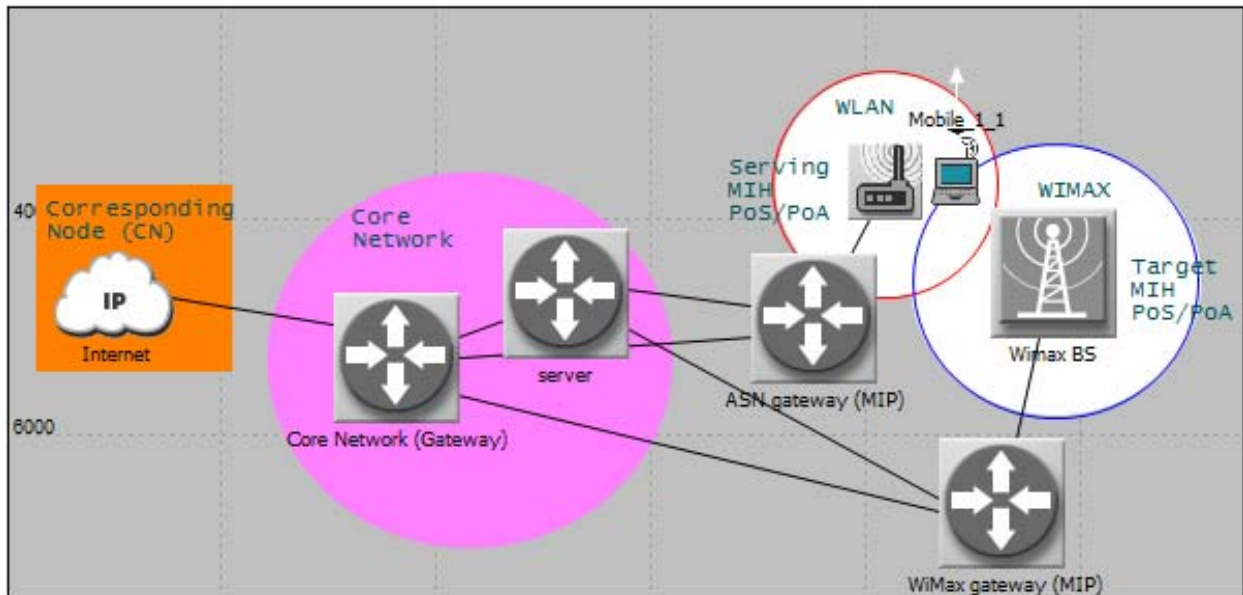 WLAN
Mobile_1_1
Serving
MIH
PoS/PoA
WIMAX
Corresponding
Node (CN)
IP
Internet
Core
Network
server
Core Network (Gateway)
ASN gateway (MIP)
Target
MIH
PoS/PoA
Wimax BS
6000
WiMax gateway (MIP)